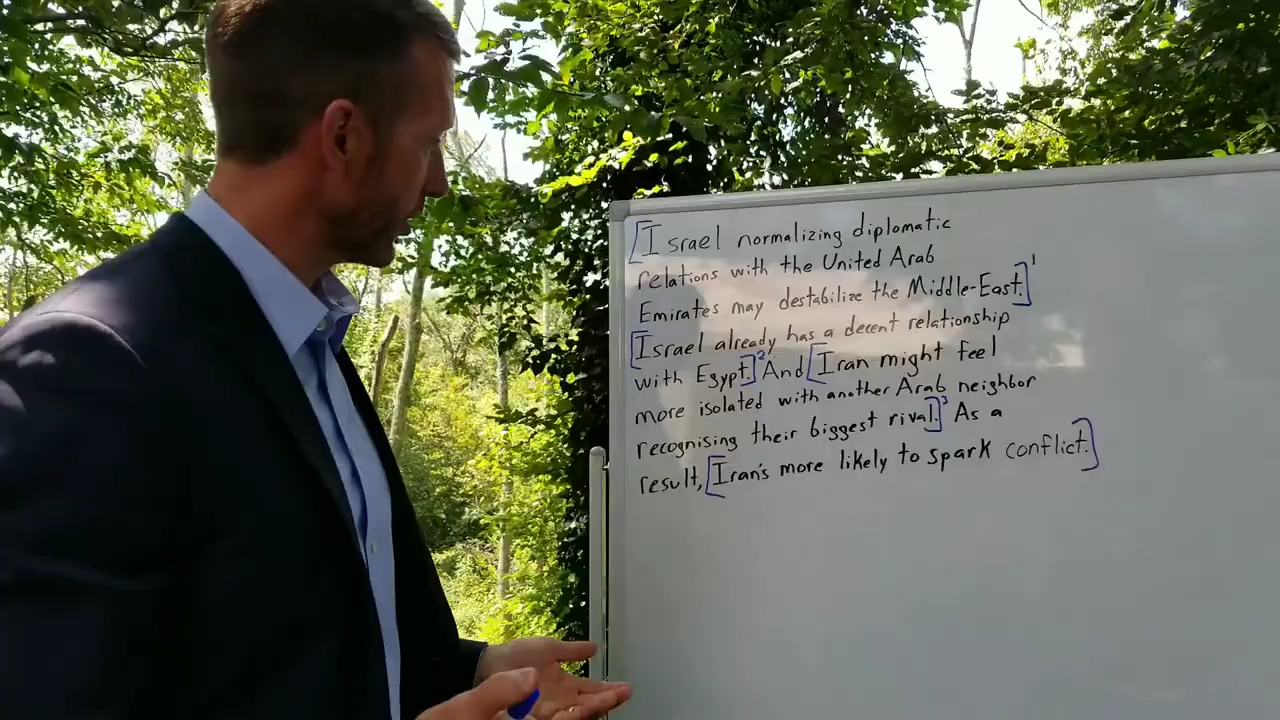 [Israel normalizing diplomatic
relations with the United Arab
Emirates may destabilize the Middle-East.]¹
[Israel already has a decent relationship
with Egypt.]² And [Iran might feel
more isolated with another Arab neighbor
recognising their biggest rival.]³ As a
result, [Iran's more likely to spark conflict.]